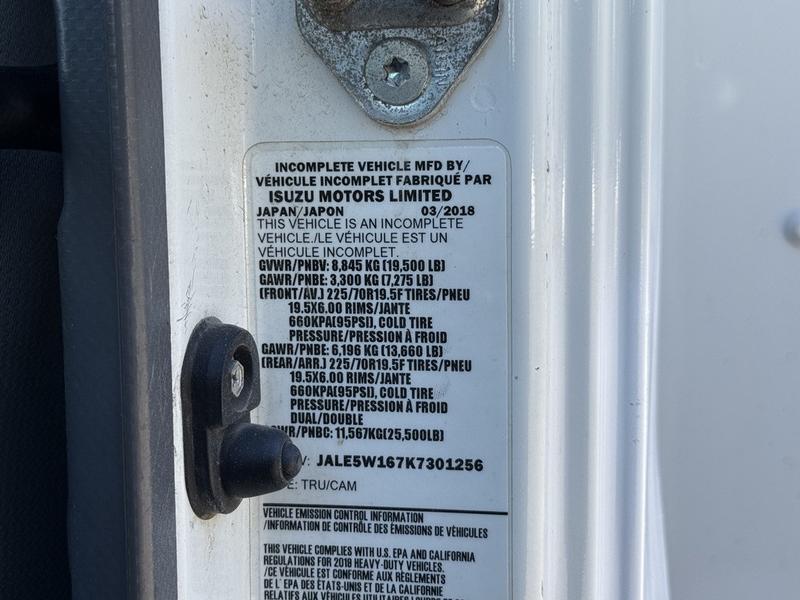 INCOMPLETE VEHICLE MFD BY/
VÉHICULE INCOMPLET FABRIQUÉ PAR
ISUZU MOTORS LIMITED
JAPAN/JAPON 03/2018
THIS VEHICLE IS AN INCOMPLETE
VEHICLE./LE VÉHICULE EST UN
VÉHICULE INCOMPLET.
GVWR/PNBV: 8,845 KG (19,500 LB)
GAWR/PNBE: 3,300 KG (7,275 LB)
(FRONT/AV.) 225/70R19.5F TIRES/PNEU
19.5X6.00 RIMS/JANTE
660KPA(95PSI), COLD TIRE
PRESSURE/PRESSION À FROID
GAWR/PNBE: 6,196 KG (13,660 LB)
(REAR/ARR.) 225/70R19.5F TIRES/PNEU
19.5X6.00 RIMS/JANTE
660KPA(95PSI), COLD TIRE
PRESSURE/PRESSION À FROID
DUAL/DOUBLE
WR/PNBC: 11,567KG(25,500LB)
V: JALE5W167K7301256
E: TRU/CAM
VEHICLE EMISSION CONTROL INFORMATION
/INFORMATION DE CONTRÔLE DES ÉMISSIONS DE VÉHICULES
THIS VEHICLE COMPLIES WITH U.S. EPA AND CALIFORNIA
REGULATIONS FOR 2018 HEAVY-DUTY VEHICLES.
/CE VÉHICULE EST CONFORME AUX RÈGLEMENTS
DE L' EPA DES ÉTATS-UNIS ET DE LA CALIFORNIE
RELATIFS AUX VÉHICULES UTILITAIRES LOURDS